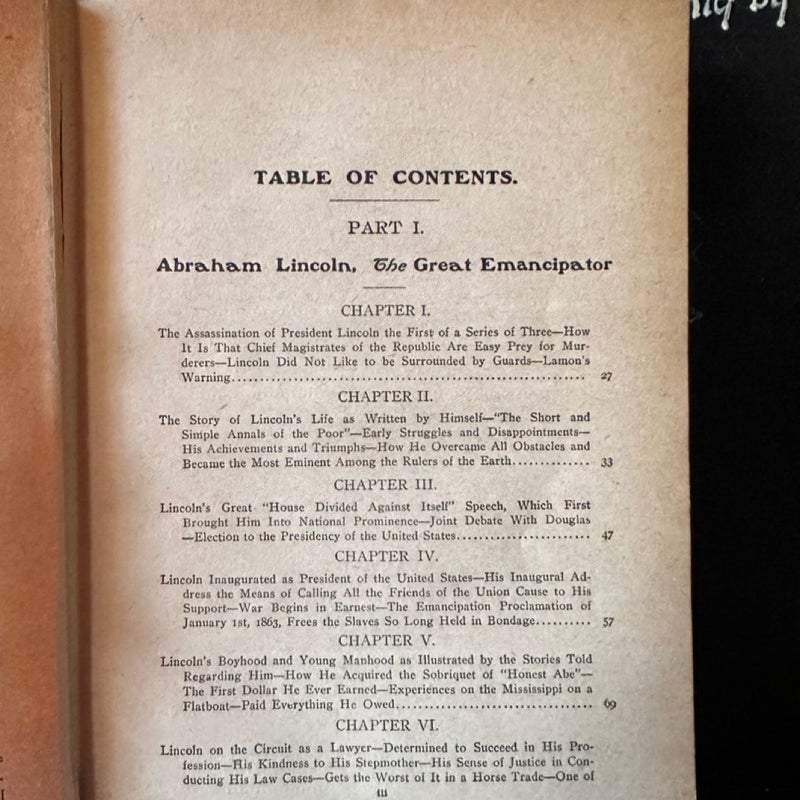 TABLE OF CONTENTS.
PART I.
Abraham Lincoln, The Great Emancipator
CHAPTER I.
The Assassination of President Lincoln the First of a Series of Three—How
It Is That Chief Magistrates of the Republic Are Easy Prey for Mur-
derers—Lincoln Did Not Like to be Surrounded by Guards—Lamon's
Warning.................................................... 27
CHAPTER II.
The Story of Lincoln's Life as Written by Himself—"The Short and
Simple Annals of the Poor"—Early Struggles and Disappointments—
His Achievements and Triumphs—How He Overcame All Obstacles and
Became the Most Eminent Among the Rulers of the Earth.............. 33
CHAPTER III.
Lincoln's Great "House Divided Against Itself" Speech, Which First
Brought Him Into National Prominence—Joint Debate With Douglas
—Election to the Presidency of the United States....................... 47
CHAPTER IV.
Lincoln Inaugurated as President of the United States—His Inaugural Ad-
dress the Means of Calling All the Friends of the Union Cause to His
Support—War Begins in Earnest—The Emancipation Proclamation of
January 1st, 1863, Frees the Slaves So Long Held in Bondage.......... 57
CHAPTER V.
Lincoln's Boyhood and Young Manhood as Illustrated by the Stories Told
Regarding Him—How He Acquired the Sobriquet of "Honest Abe"—
The First Dollar He Ever Earned—Experiences on the Mississippi on a
Flatboat—Paid Everything He Owed.................................. 69
CHAPTER VI.
Lincoln on the Circuit as a Lawyer—Determined to Succeed in His Pro-
fession—His Kindness to His Stepmother—His Sense of Justice in Con-
ducting His Law Cases—Gets the Worst of It in a Horse Trade—One of
iii